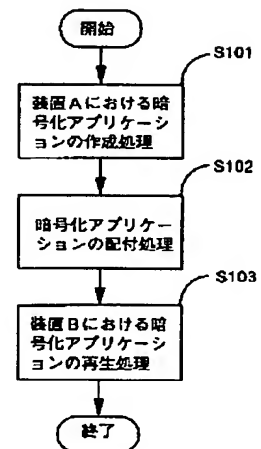 開始
S101
装置Aにおける暗
号化アプリケーシ
ョンの作成処理
S102
暗号化アプリケー
ションの配付処理
S103
装置Bにおける暗
号化アプリケーシ
ョンの再生処理
終了